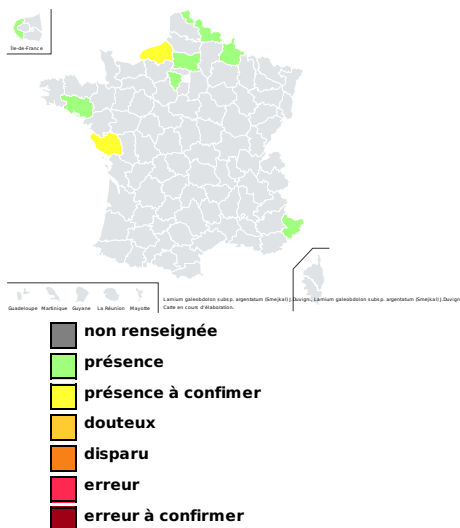 Île-de-France
Guadeloupe Martinique Guyane La Réunion Mayotte
Lamium galeobdolon subsp. argentatum (Smejkal) J.Duvign., Lamium galeobdolon subsp. argentatum (Smejkal) J.Duvign
Carte en cours d'élaboration.
non renseignée
présence
présence à confimer
douteux
disparu
erreur
erreur à confirmer